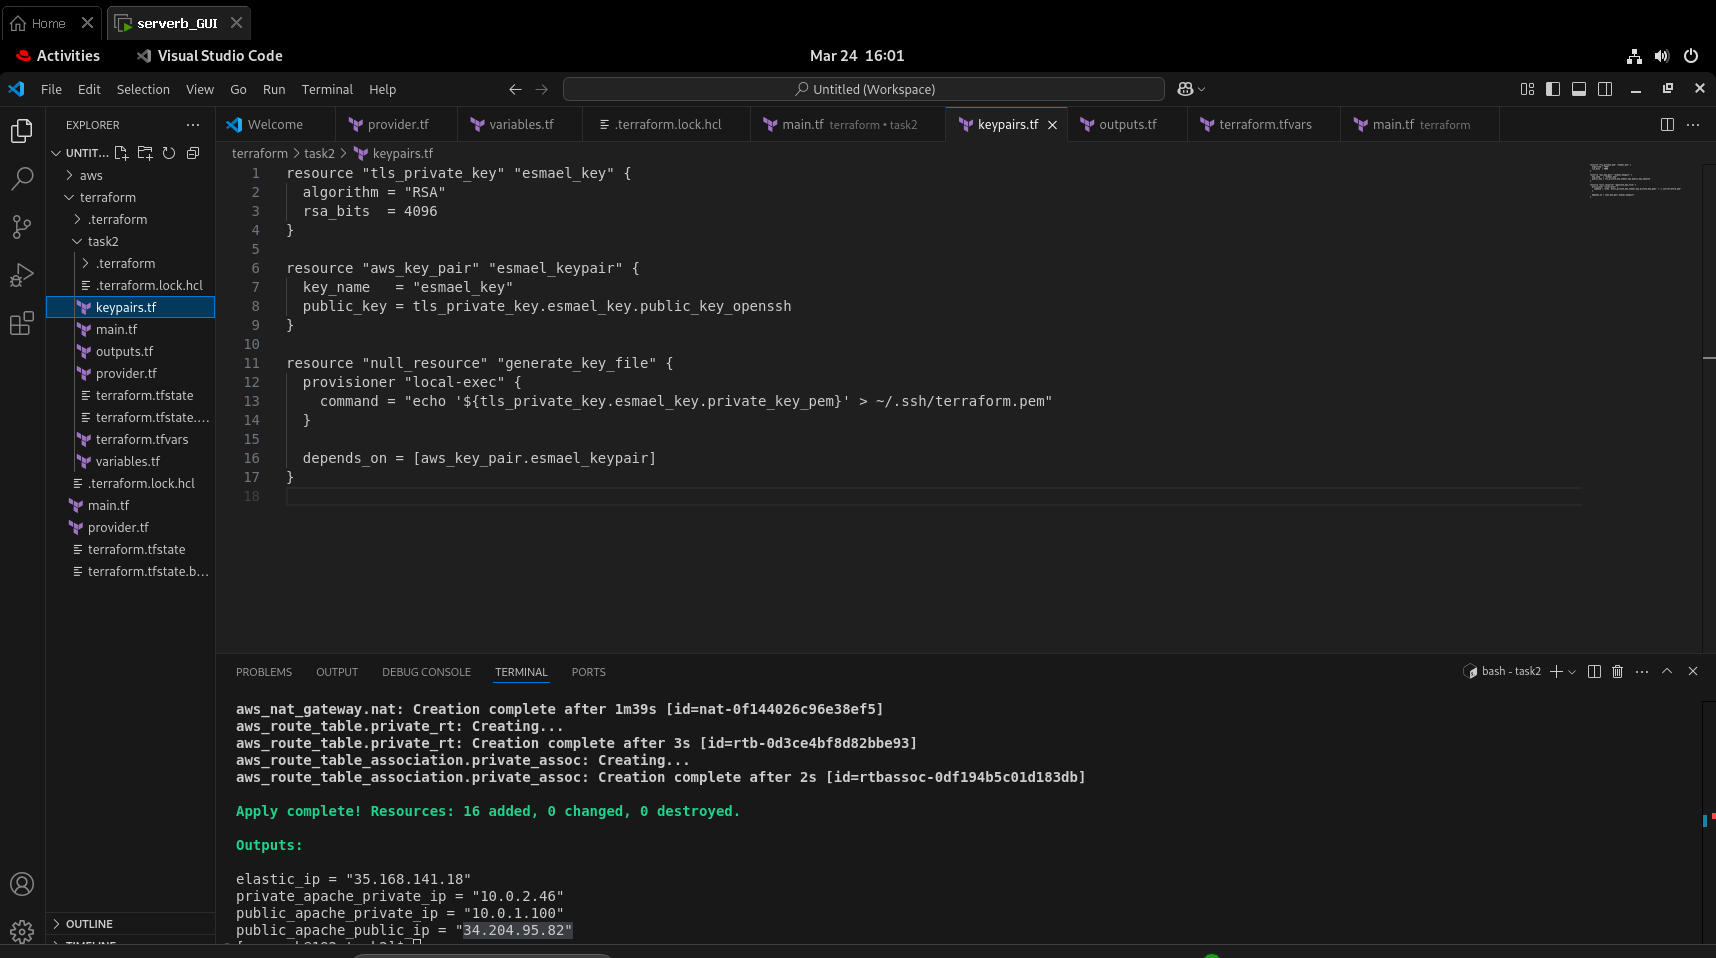 Home
serverb_GUI
Activities
Visual Studio Code
Mar 24 16:01
File Edit Selection View Go Run Terminal Help
Untitled (Workspace)
EXPLORER
Welcome
provider.tf
variables.tf
.terraform.lock.hcl
main.tf terraform • task2
keypairs.tf
outputs.tf
terraform.tfvars
main.tf terraform
UNTIT...
aws
terraform
.terraform
task2
.terraform
.terraform.lock.hcl
keypairs.tf
main.tf
outputs.tf
provider.tf
terraform.tfstate
terraform.tfstate....
terraform.tfvars
variables.tf
.terraform.lock.hcl
main.tf
provider.tf
terraform.tfstate
terraform.tfstate.b...
OUTLINE
TIMELINE
terraform > task2 > keypairs.tf
1 resource "tls_private_key" "esmael_key" {
2 algorithm = "RSA"
3 rsa_bits  = 4096
4 }
5
6 resource "aws_key_pair" "esmael_keypair" {
7 key_name   = "esmael_key"
8 public_key = tls_private_key.esmael_key.public_key_openssh
9 }
10
11 resource "null_resource" "generate_key_file" {
12 provisioner "local-exec" {
13 command = "echo '${tls_private_key.esmael_key.private_key_pem}' > ~/.ssh/terraform.pem"
14 }
15
16 depends_on = [aws_key_pair.esmael_keypair]
17 }
18
PROBLEMS OUTPUT DEBUG CONSOLE TERMINAL PORTS
bash - task2
aws_nat_gateway.nat: Creation complete after 1m39s [id=nat-0f144026c96e38ef5]
aws_route_table.private_rt: Creating...
aws_route_table.private_rt: Creation complete after 3s [id=rtb-0d3ce4bf8d82bbe93]
aws_route_table_association.private_assoc: Creating...
aws_route_table_association.private_assoc: Creation complete after 2s [id=rtbassoc-0df194b5c01d183db]
Apply complete! Resources: 16 added, 0 changed, 0 destroyed.
Outputs:
elastic_ip = "35.168.141.18"
private_apache_private_ip = "10.0.2.46"
public_apache_private_ip = "10.0.1.100"
public_apache_public_ip = "34.204.95.82"